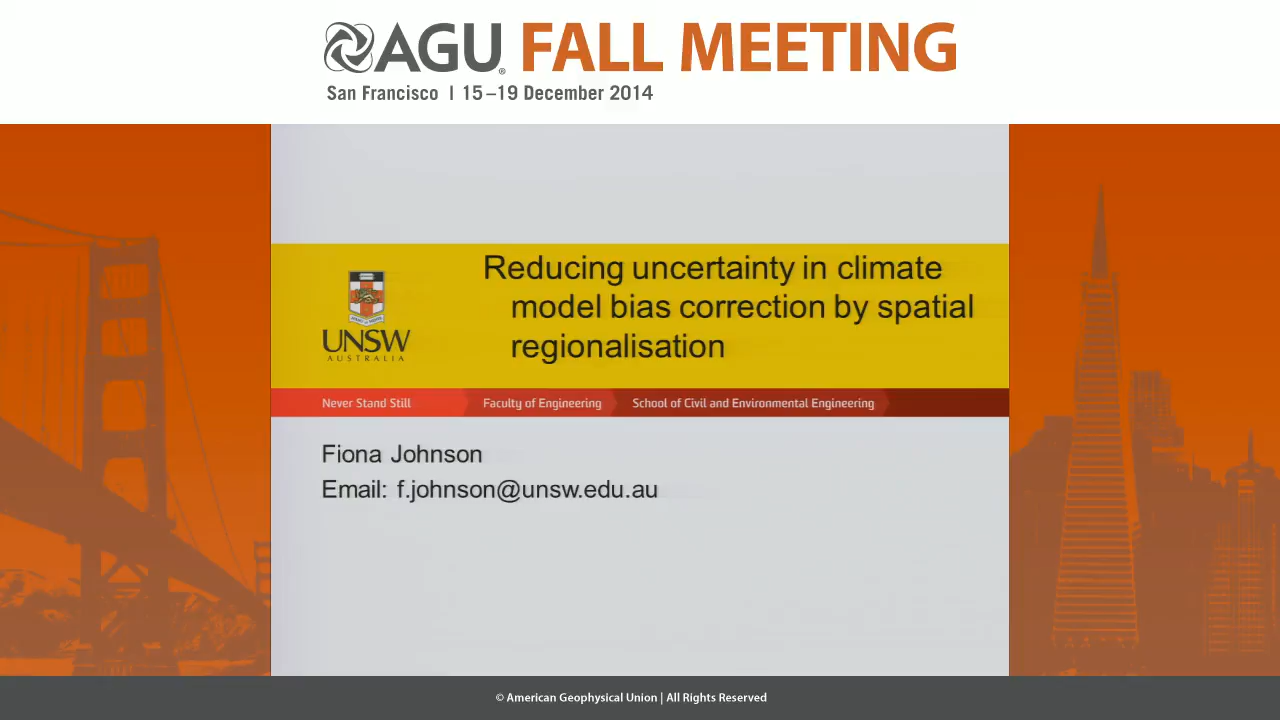 AGU FALL MEETING
San Francisco | 15–19 December 2014
Reducing uncertainty in climate
model bias correction by spatial
regionalisation
UNSW
AUSTRALIA
Never Stand Still
Faculty of Engineering
School of Civil and Environmental Engineering
Fiona Johnson
Email: f.johnson@unsw.edu.au
© American Geophysical Union | All Rights Reserved